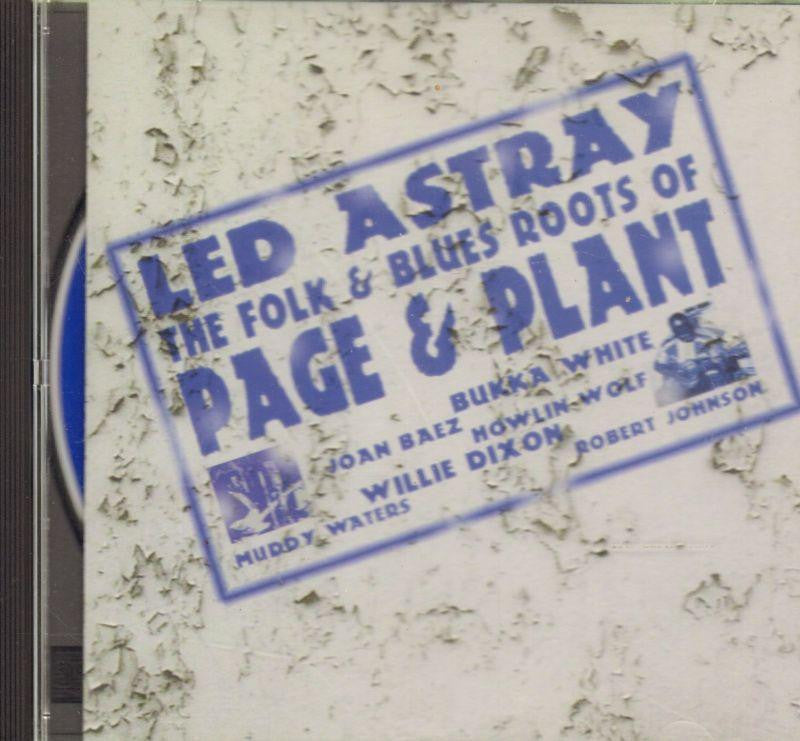 LED ASTRAY
THE FOLK & BLUES ROOTS OF
PAGE & PLANT
BUKKA WHITE
JOAN BAEZ HOWLIN WOLF
WILLIE DIXON ROBERT JOHNSON
MUDDY WATERS